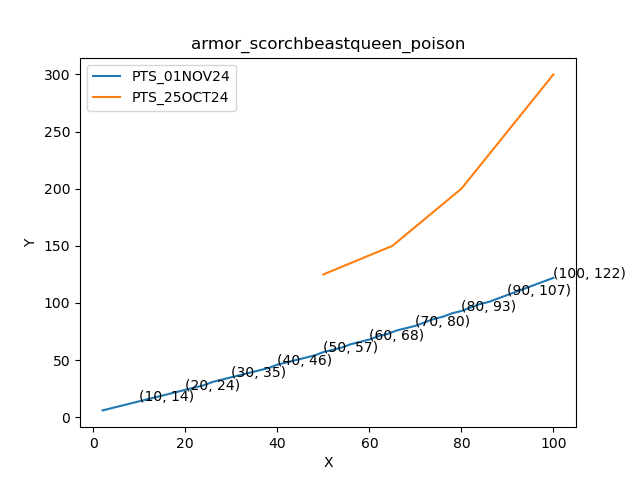 armor_scorchbeastqueen_poison
PTS_01NOV24
PTS_25OCT24
300
250
200
150
100
50
0
Y
(100, 122)
(90, 107)
(80, 93)
(70, 80)
(60, 68)
(50, 57)
(40, 46)
(30, 35)
(20, 24)
(10, 14)
0 20 40 60 80 100
X